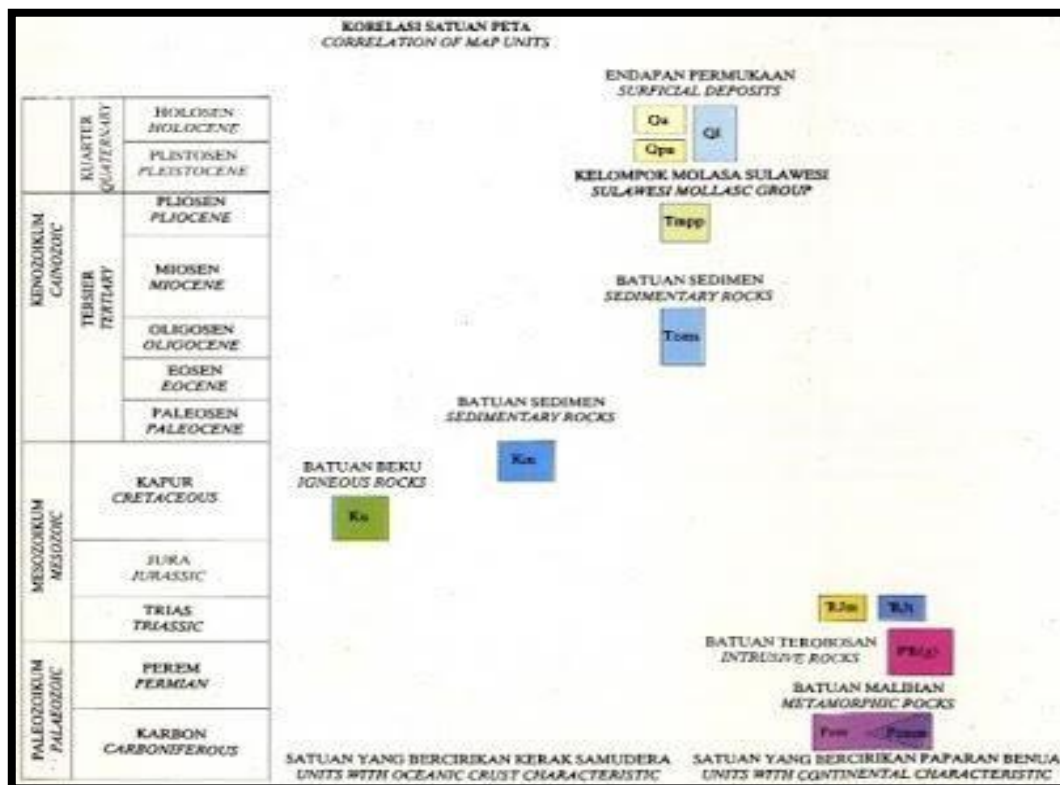 KORELASI SATUAN PETA
CORRELATION OF MAP UNITS
ENDAPAN PERMUKAAN
SURFICIAL DEPOSITS
Qa
Ql
Qpa
KELOMPOK MOLASA SULAWESI
SULAWESI MOLLASC GROUP
Tmpp
BATUAN SEDIMEN
SEDIMENTARY ROCKS
Tomm
BATUAN SEDIMEN
SEDIMENTARY ROCKS
Km
BATUAN BEKU
IGNEOUS ROCKS
Ku
BATUAN TEROBOSAN
INTRUSIVE ROCKS
BATUAN MALIHAN
METAMORPHIC ROCKS
SATUAN YANG BERCIRIKAN KERAK SAMUDERA
UNITS WITH OCEANIC CRUST CHARACTERISTIC
SATUAN YANG BERCIRIKAN PAPARAN BENUA
UNITS WITH CONTINENTAL CHARACTERISTIC
KENOZOIKUM
CAINOZOIC
KUARTER
QUATERNARY
HOLOSEN
HOLOCENE
PLISTOSEN
PLEISTOCENE
TERSIER
TERTIARY
PLIOSEN
PLIOCENE
MIOSEN
MIOCENE
OLIGOSEN
OLIGOCENE
EOSEN
EOCENE
PALEOSEN
PALEOCENE
MESOZOIKUM
MESOZOIC
KAPUR
CRETACEOUS
JURA
JURASSIC
TRIAS
TRIASSIC
PALEOZOIKUM
PALAEOZOIC
PEREM
PERMIAN
KARBON
CARBONIFEROUS